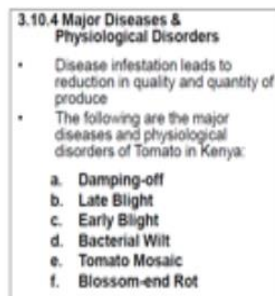 3.10.4 Major Diseases &
Physiological Disorders
• Disease infestation leads to
reduction in quality and quantity of
produce
• The following are the major
diseases and physiological
disorders of Tomato in Kenya:
a. Damping-off
b. Late Blight
c. Early Blight
d. Bacterial Wilt
e. Tomato Mosaic
f. Blossom-end Rot